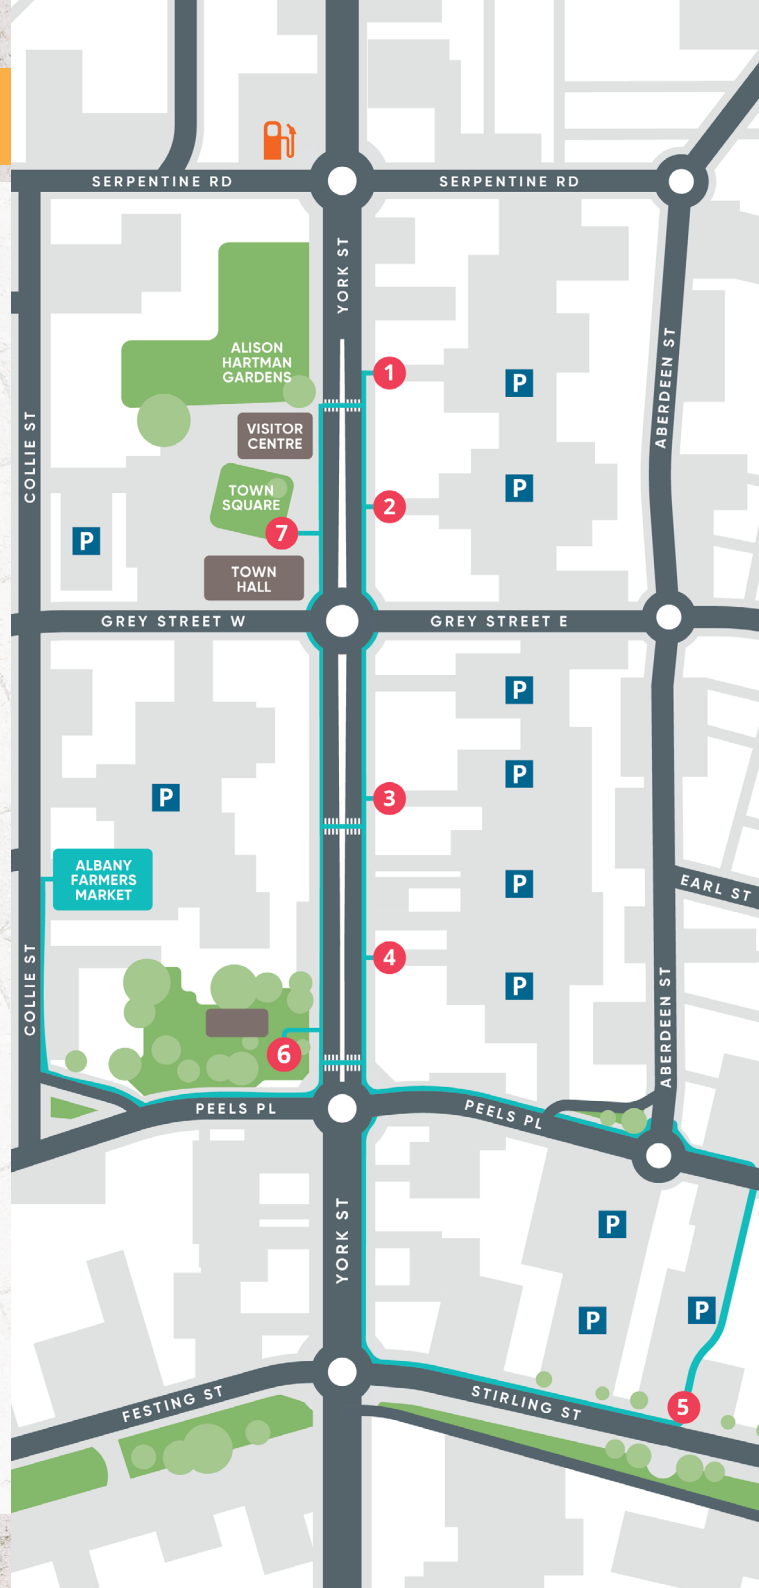 SERPENTINE RD
SERPENTINE RD
YORK ST
ALISON
HARTMAN
GARDENS
ABERDEEN ST
1
P
COLLIE ST
VISITOR
CENTRE
TOWN
SQUARE
P
2
7
P
TOWN
HALL
GREY STREET W
GREY STREET E
P
P
P
3
ALBANY
FARMERS
MARKET
P
EARL ST
COLLIE ST
4
P
ABERDEEN ST
6
PEELS PL
PEELS PL
YORK ST
P
P
P
FESTING ST
STIRLING ST
5